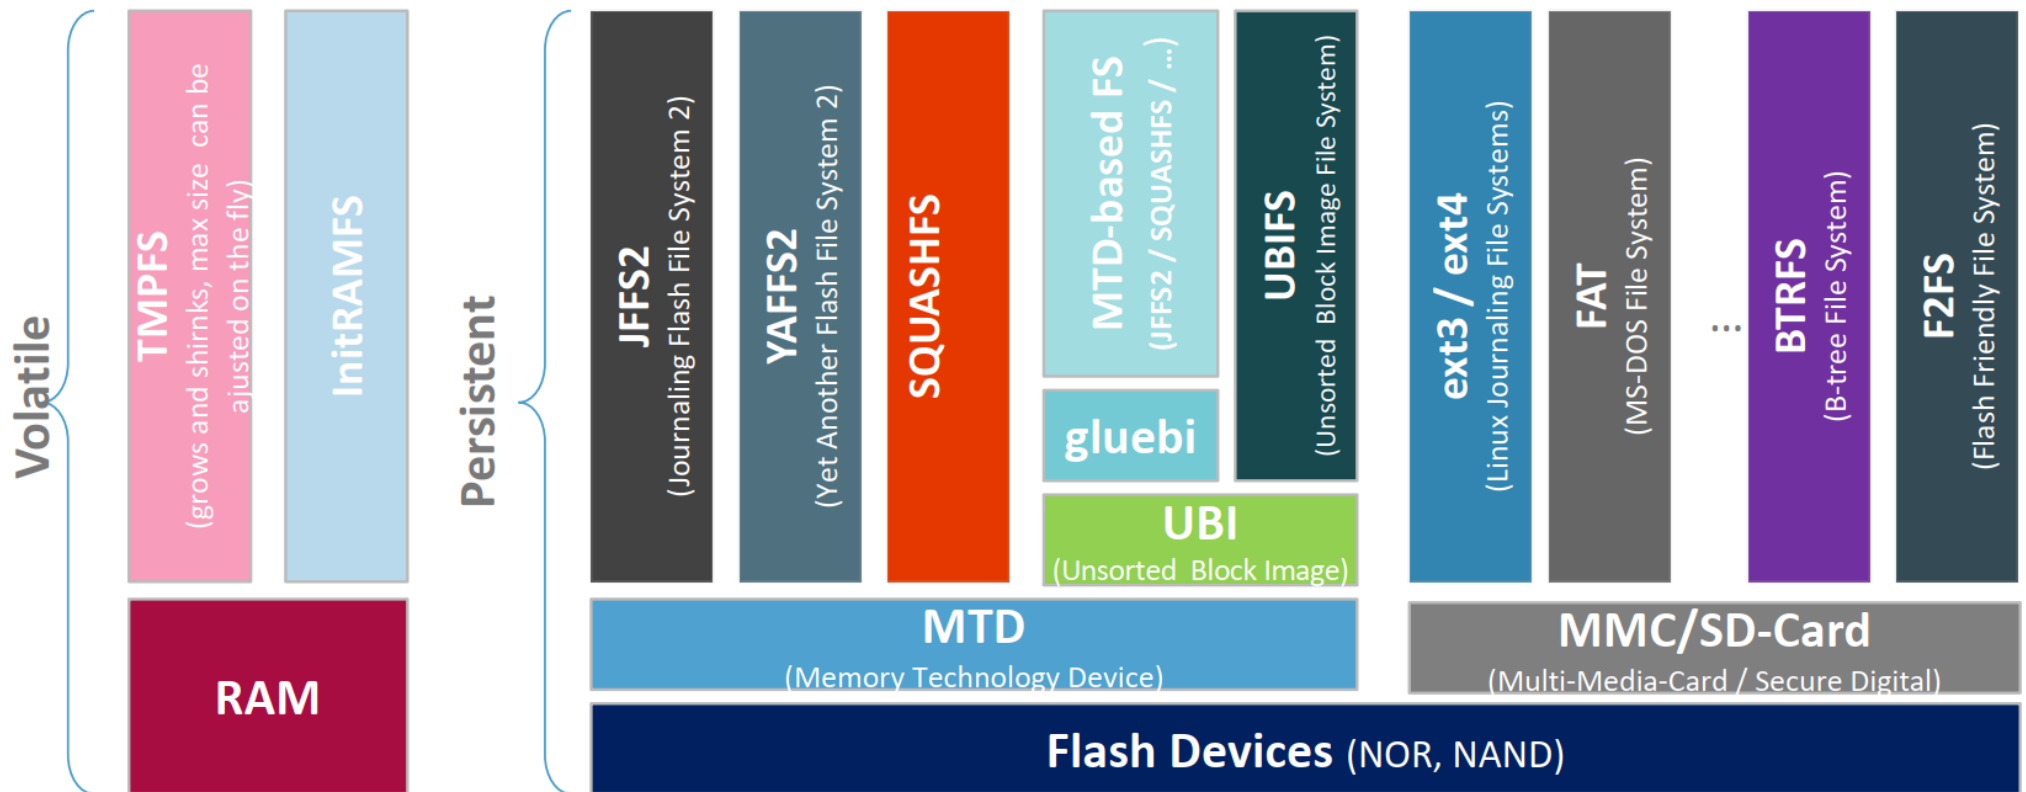 Volatile
TMPFS
(grows and shirnks, max size can be
ajusted on the fly)
InitRAMFS
RAM
Persistent
JFFS2
(Journaling Flash File System 2)
YAFFS2
(Yet Another Flash File System 2)
SQUASHFS
MTD-based FS
(JFFS2 / SQUASHFS / ...)
gluebi
UBIFS
(Unsorted Block Image File System)
UBI
(Unsorted Block Image)
MTD
(Memory Technology Device)
ext3 / ext4
(Linux Journaling File Systems)
FAT
(MS-DOS File System)
...
BTRFS
(B-tree File System)
F2FS
(Flash Friendly File System)
MMC/SD-Card
(Multi-Media-Card / Secure Digital)
Flash Devices (NOR, NAND)